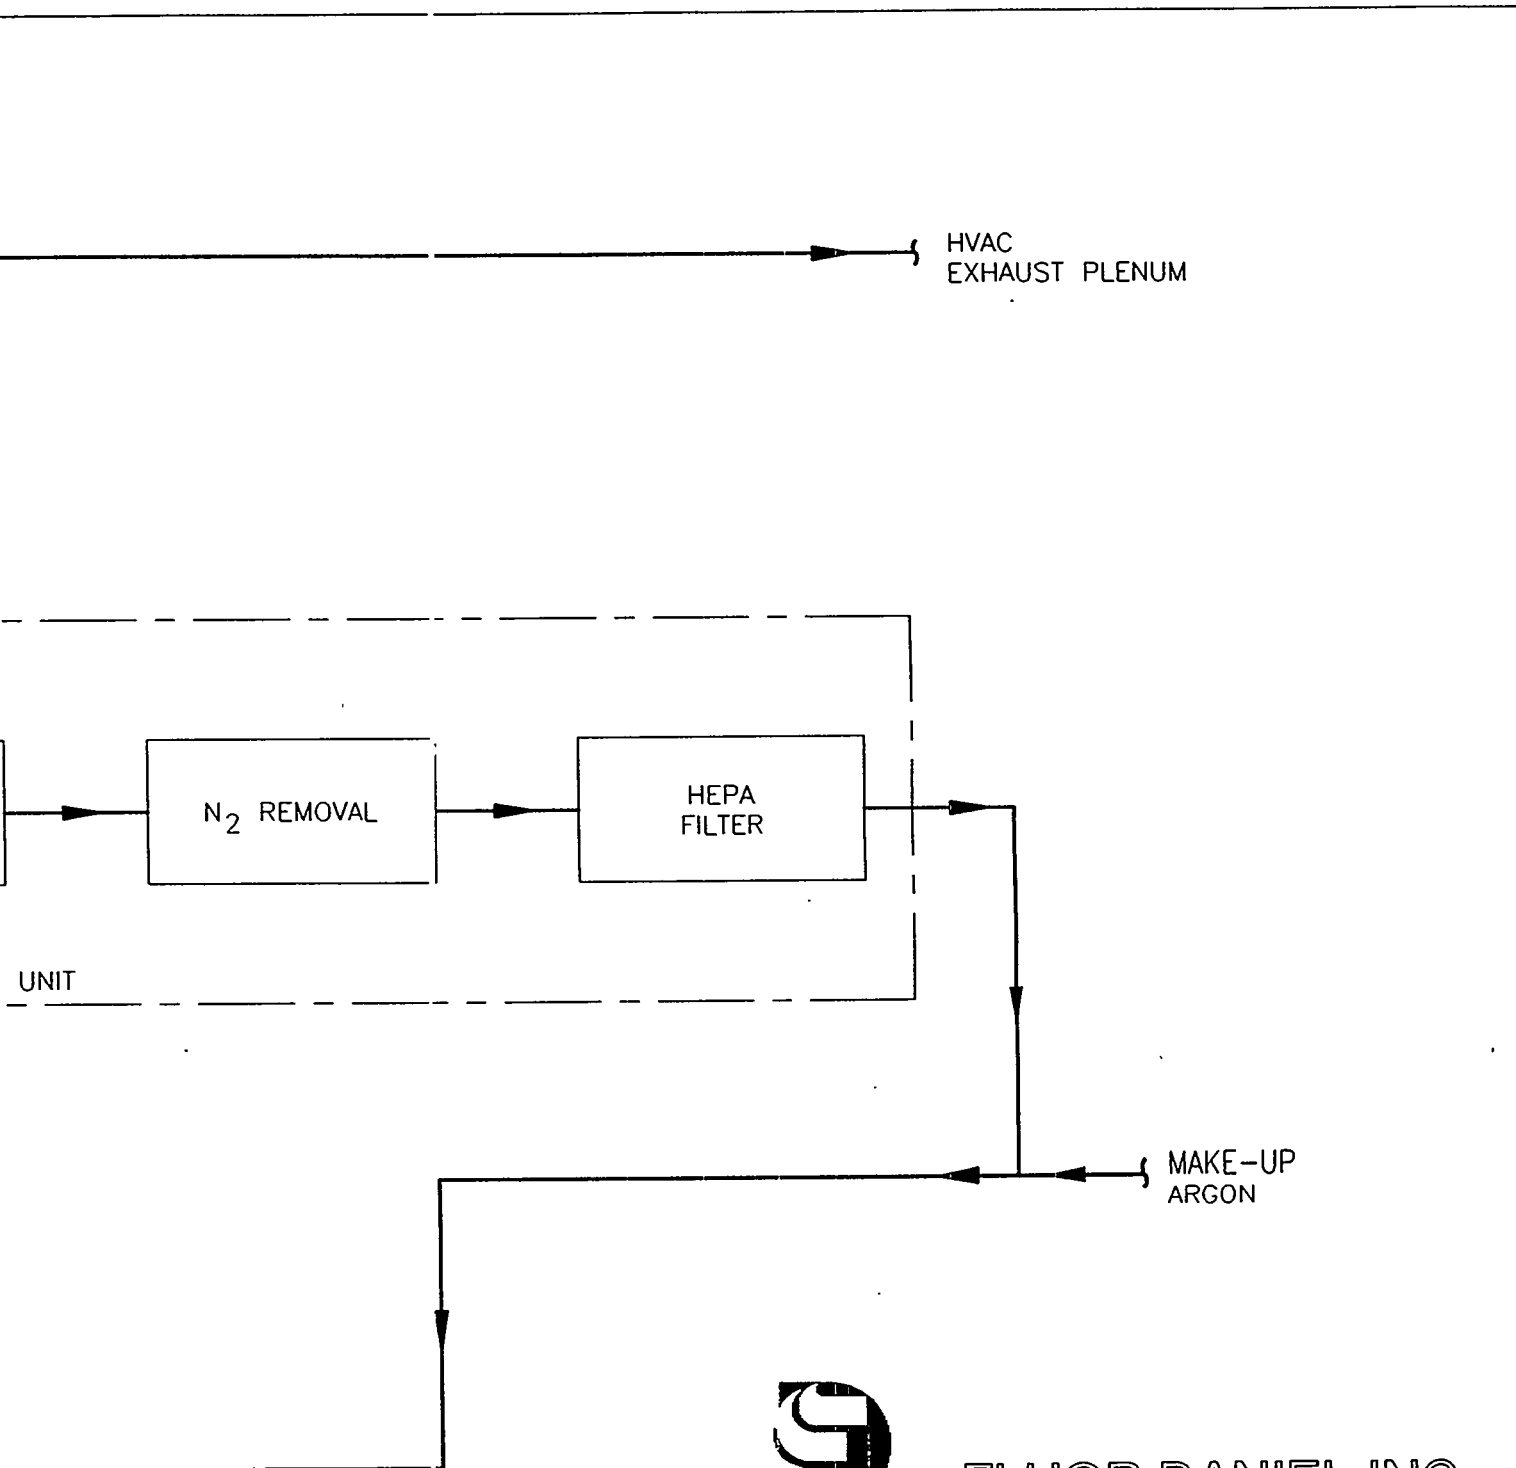 HVAC
EXHAUST PLENUM
N2 REMOVAL
HEPA
FILTER
UNIT
MAKE-UP
ARGON